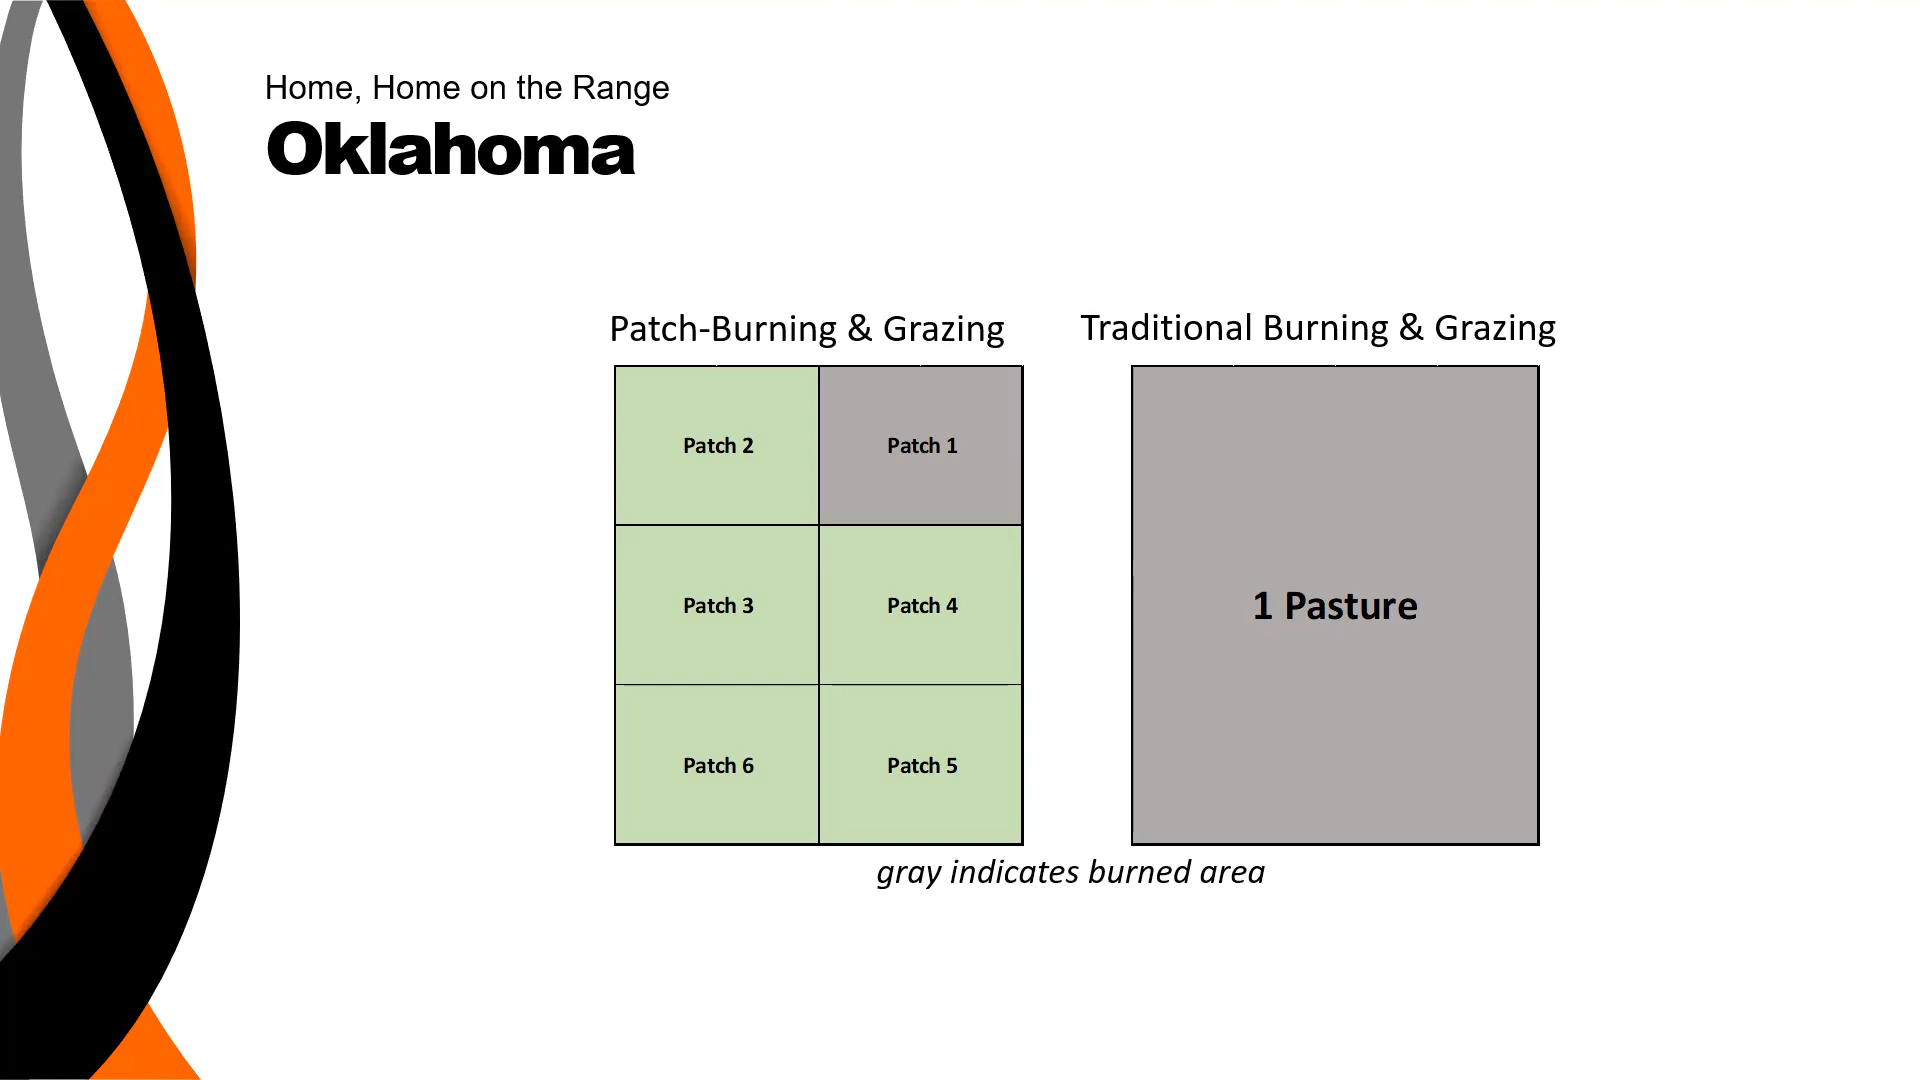 Home, Home on the Range
Oklahoma
Patch-Burning & Grazing
Traditional Burning & Grazing
Patch 2
Patch 1
Patch 3
Patch 4
Patch 6
Patch 5
1 Pasture
gray indicates burned area